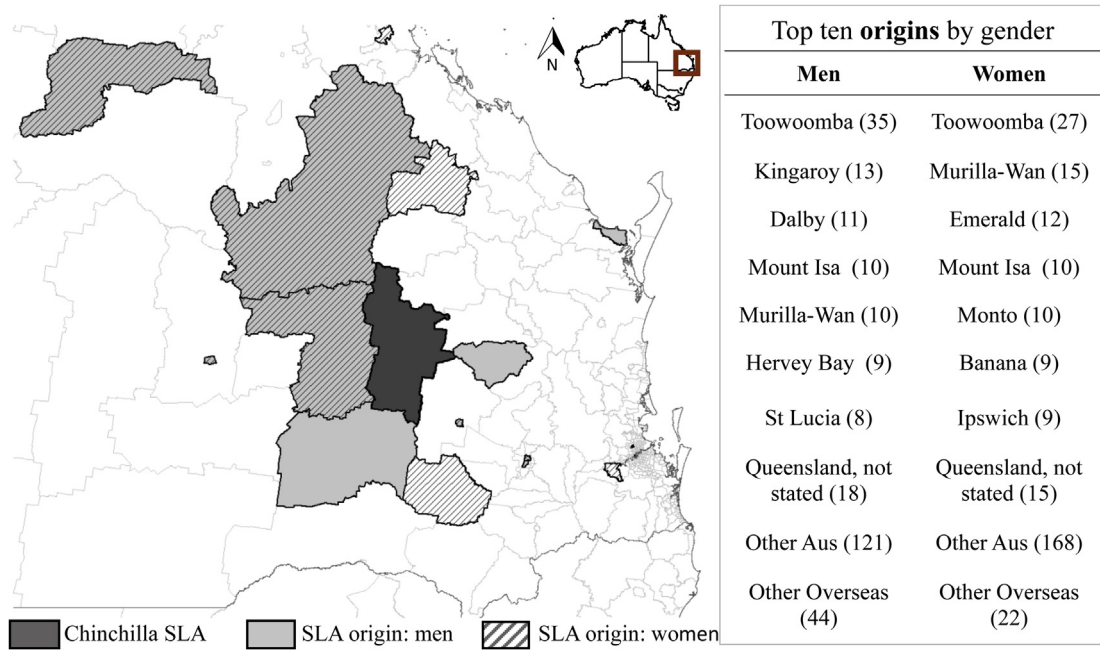 N
Chinchilla SLA
SLA origin: men
SLA origin: women
Top ten origins by gender
Men Women
Toowoomba (35) Toowoomba (27)
Kingaroy (13) Murilla-Wan (15)
Dalby (11) Emerald (12)
Mount Isa (10) Mount Isa (10)
Murilla-Wan (10) Monto (10)
Hervey Bay (9) Banana (9)
St Lucia (8) Ipswich (9)
Queensland, not Queensland, not
stated (18) stated (15)
Other Aus (121) Other Aus (168)
Other Overseas Other Overseas
(44) (22)